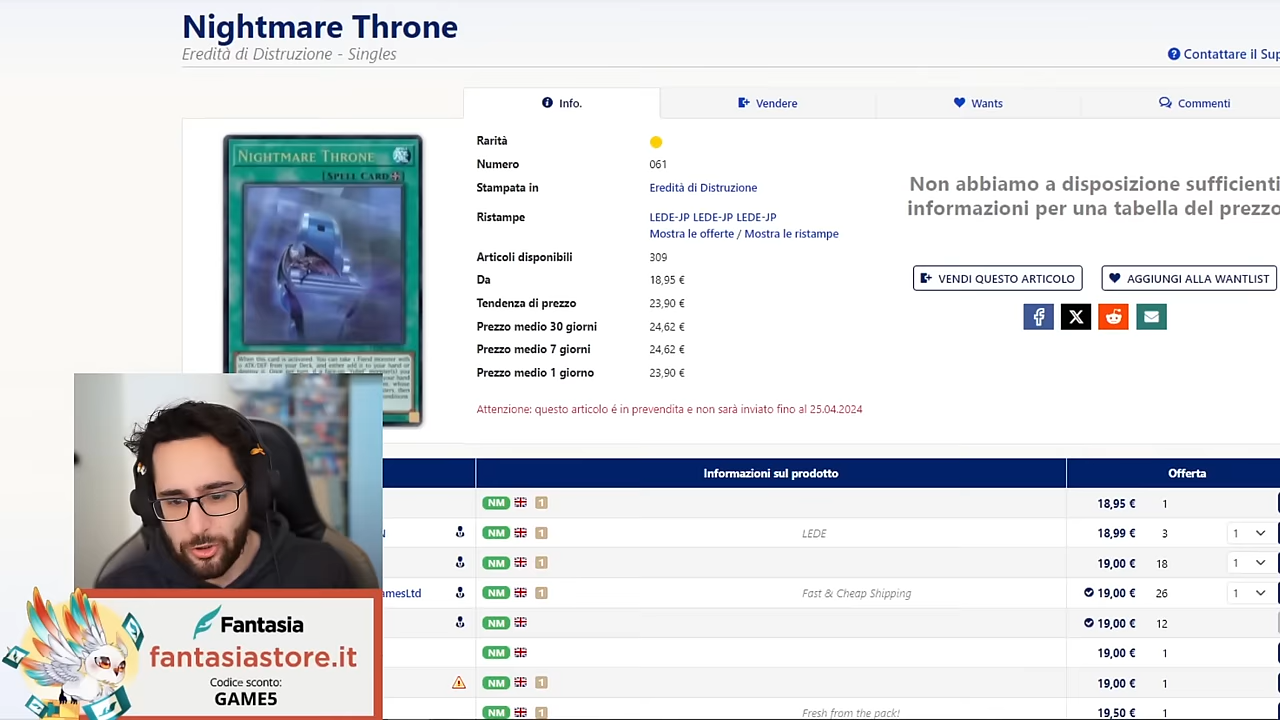 Nightmare Throne
Eredità di Distruzione - Singles
Contattare il Sup
Info.
Vendere
Wants
Commenti
NIGHTMARE THRONE
[SPELL CARD
Rarità
Numero 061
Stampata in Eredità di Distruzione
Ristampe LEDE-JP LEDE-JP LEDE-JP
Mostra le offerte / Mostra le ristampe
Articoli disponibili 309
Da 18,95 €
Tendenza di prezzo 23,90 €
Prezzo medio 30 giorni 24,62 €
Prezzo medio 7 giorni 24,62 €
Prezzo medio 1 giorno 23,90 €
Attenzione: questo articolo é in prevendita e non sarà inviato fino al 25.04.2024
Non abbiamo a disposizione sufficienti
informazioni per una tabella del prezzo
VENDI QUESTO ARTICOLO
AGGIUNGI ALLA WANTLIST
Informazioni sul prodotto Offerta
NM 1 18,95 € 1
NM 1 LEDE 18,99 € 3 1
NM 1 19,00 € 18 1
amesLtd NM 1 Fast & Cheap Shipping 19,00 € 26 1
NM 19,00 € 12
NM 19,00 € 1
NM 1 19,00 € 1
NM 1 Fresh from the pack! 19,50 € 1
Fantasia
fantasiastore.it
Codice sconto:
GAME5